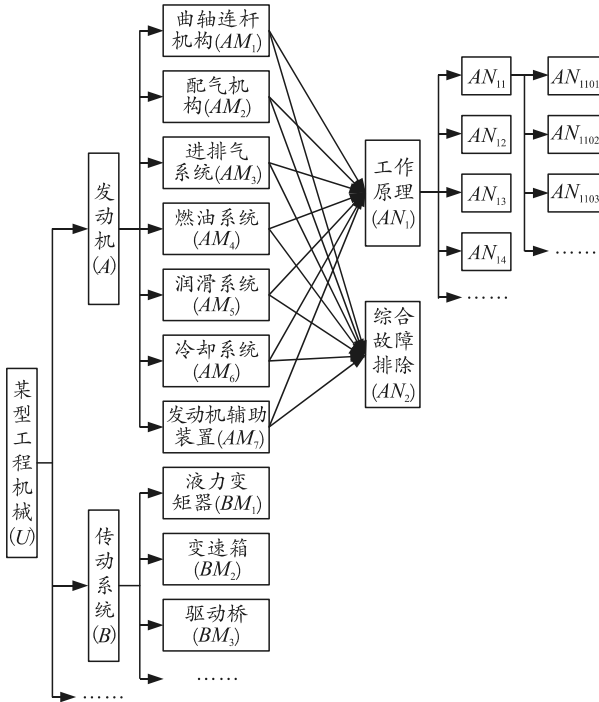 某型工程机械(U)
发动机(A)
曲轴连杆
机构(AM₁)
配气机
构(AM₂)
进排气
系统(AM₃)
燃油系统
(AM₄)
润滑系统
(AM₅)
冷却系统
(AM₆)
发动机辅助
装置(AM₇)
工作
原理
(AN₁)
综合
故障
排除
(AN₂)
AN₁₁
AN₁₂
AN₁₃
AN₁₄
……
AN₁₁₀₁
AN₁₁₀₂
AN₁₁₀₃
……
传动系统(B)
液力变
矩器(BM₁)
变速箱
(BM₂)
驱动桥
(BM₃)
……
……